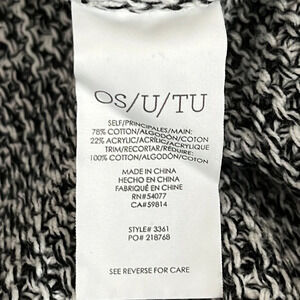 OS/U/TU
SELF/PRINCIPALES/MAIN:
78% COTTON/ALGODÓN/COTON
22% ACRYLIC/ACRÍLICO/ACRYLIQUE
TRIM/RECORTAR/REDUIRE:
100% COTTON/ALGODÓN/COTON
MADE IN CHINA
HECHO EN CHINA
FABRIQUÉ EN CHINE
RN#54077
CA#59814
STYLE# 3361
PO# 218768
SEE REVERSE FOR CARE